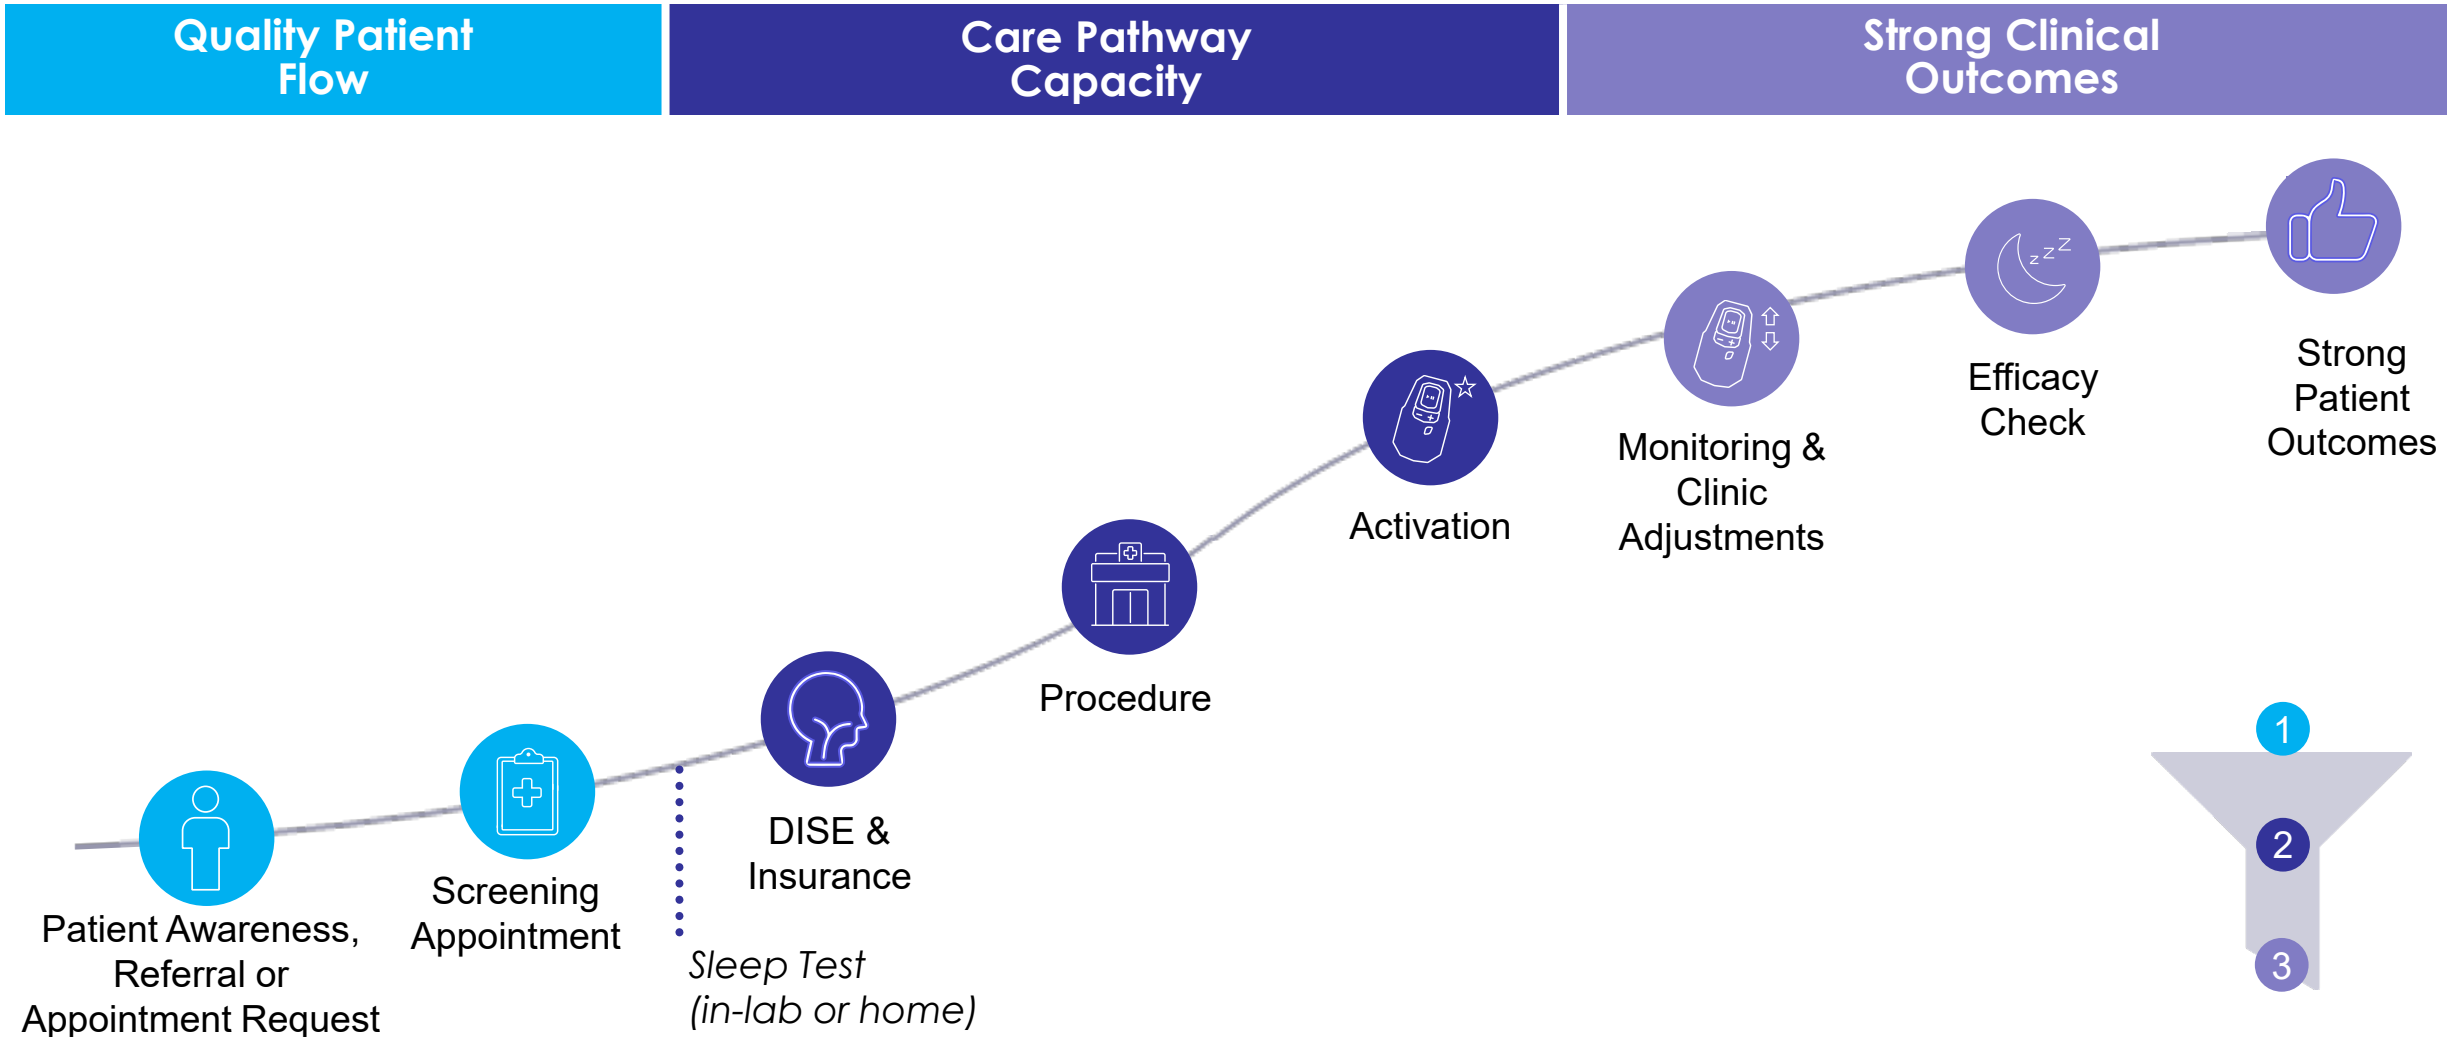 Quality Patient
Flow
Care Pathway
Capacity
Strong Clinical
Outcomes
Patient Awareness,
Referral or
Appointment Request
Screening
Appointment
Sleep Test
(in-lab or home)
DISE &
Insurance
Procedure
Activation
Monitoring &
Clinic
Adjustments
z z Z
Efficacy
Check
Strong
Patient
Outcomes
1
2
3